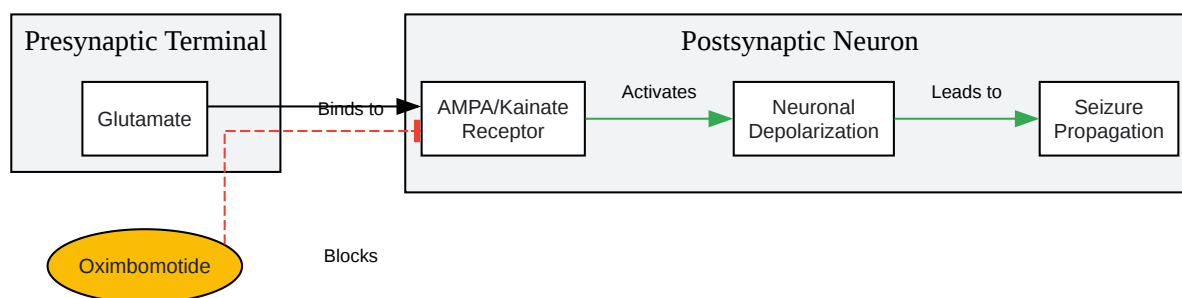 Presynaptic Terminal
Postsynaptic Neuron
Glutamate
Binds to
AMPA/Kainate
Receptor
Activates
Neuronal
Depolarization
Leads to
Seizure
Propagation
Oximbomotide
Blocks